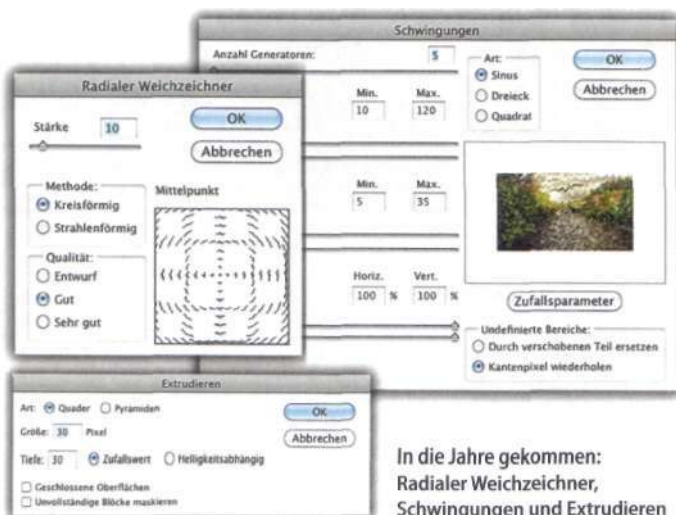 Schwingungen
Anzahl Generatoren: 5
Min. Max.
10 120
Min. Max.
5 35
Horiz. Vert.
100 % 100 %
Art:
Sinus
Dreieck
Quadrat
OK
Abbrechen
Zufallsparameter
Undefinierte Bereiche:
Durch verschobenen Teil ersetzen
Kantenpixel wiederholen
Radialer Weichzeichner
Stärke 10
OK
Abbrechen
Methode:
Kreisförmig
Strahlenförmig
Qualität:
Entwurf
Gut
Sehr gut
Mittelpunkt
Extrudieren
Art: Quader Pyramiden
Größe: 30 Pixel
Tiefe: 30 Zufallswert Helligkeitsabhängig
Geschlossene Oberflächen
Unvollständige Blöcke maskieren
OK
Abbrechen
In die Jahre gekommen:
Radialer Weichzeichner,
Schwingungen und Extrudieren